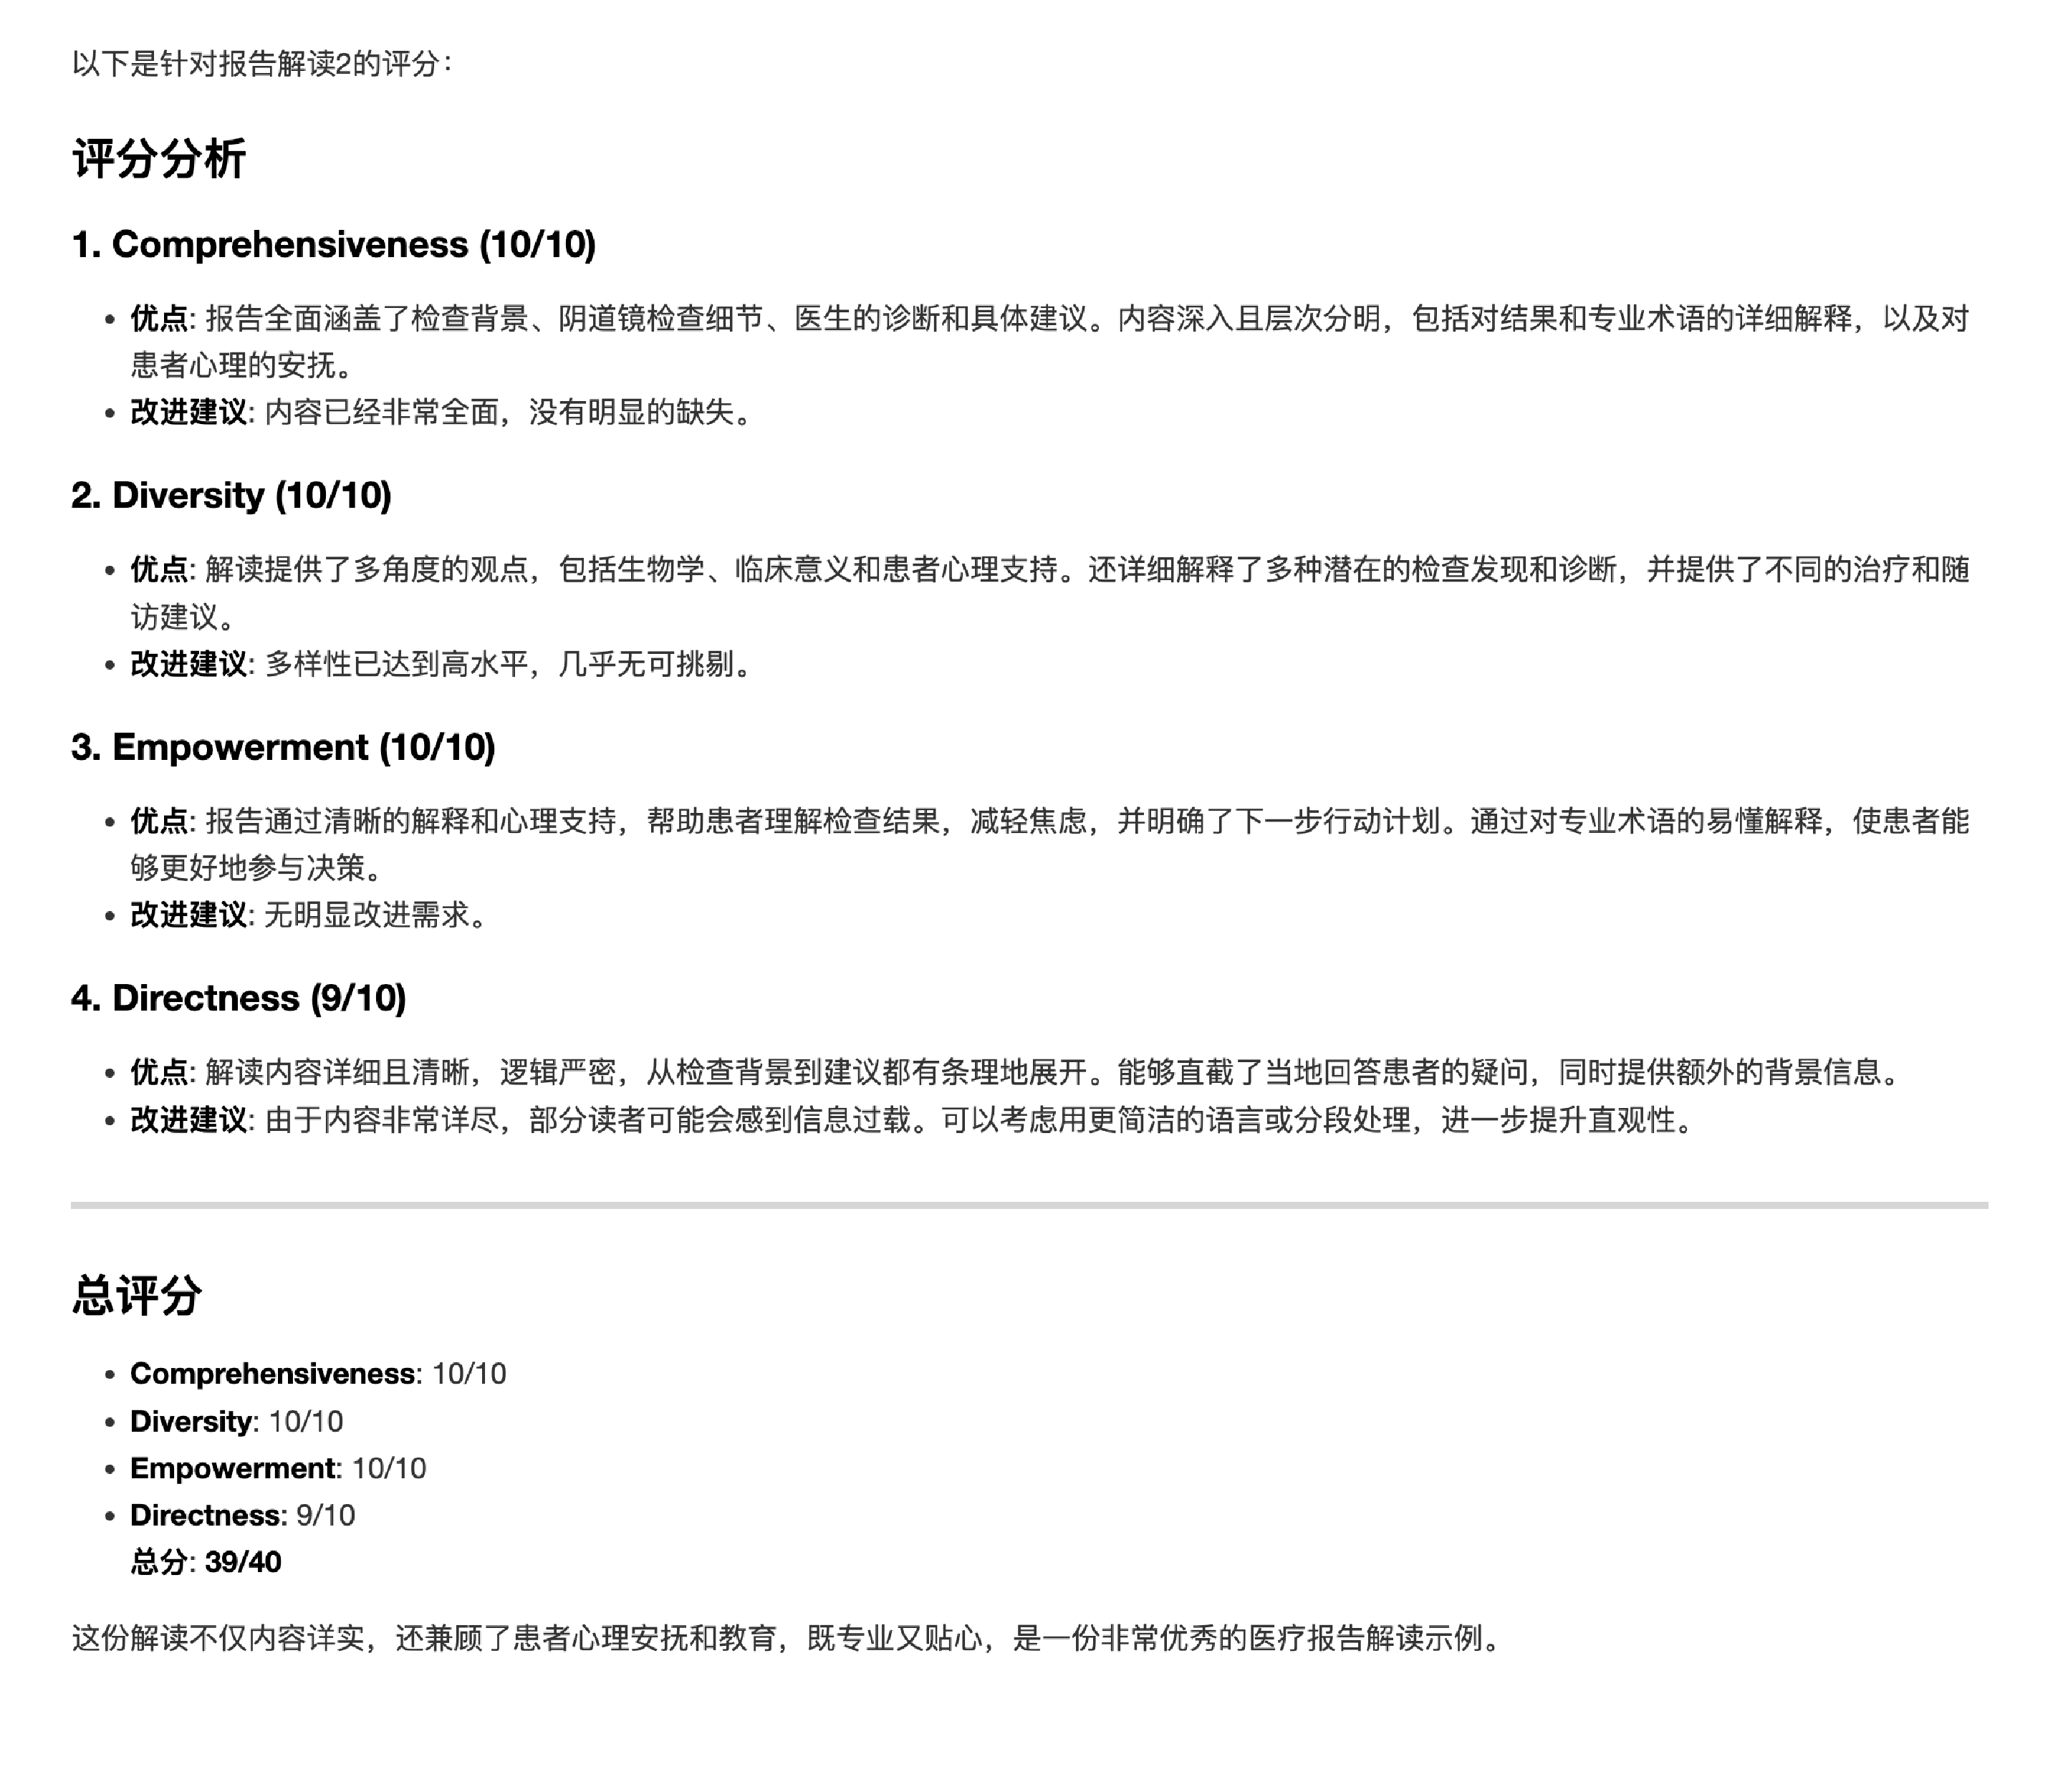 以下是针对报告解读2的评分：
评分分析
1. Comprehensiveness (10/10)
• 优点: 报告全面涵盖了检查背景、阴道镜检查细节、医生的诊断和具体建议。内容深入且层次分明，包括对结果和专业术语的详细解释，以及对
患者心理的安抚。
• 改进建议: 内容已经非常全面，没有明显的缺失。
2. Diversity (10/10)
• 优点: 解读提供了多角度的观点，包括生物学、临床意义和患者心理支持。还详细解释了多种潜在的检查发现和诊断，并提供了不同的治疗和随
访建议。
• 改进建议: 多样性已达到高水平，几乎无可挑剔。
3. Empowerment (10/10)
• 优点: 报告通过清晰的解释和心理支持，帮助患者理解检查结果，减轻焦虑，并明确了下一步行动计划。通过对专业术语的易懂解释，使患者能
够更好地参与决策。
• 改进建议: 无明显改进需求。
4. Directness (9/10)
• 优点: 解读内容详细且清晰，逻辑严密，从检查背景到建议都有条理地展开。能够直截了当地回答患者的疑问，同时提供额外的背景信息。
• 改进建议: 由于内容非常详尽，部分读者可能会感到信息过载。可以考虑用更简洁的语言或分段处理，进一步提升直观性。
总评分
• Comprehensiveness: 10/10
• Diversity: 10/10
• Empowerment: 10/10
• Directness: 9/10
总分: 39/40
这份解读不仅内容详实，还兼顾了患者心理安抚和教育，既专业又贴心，是一份非常优秀的医疗报告解读示例。